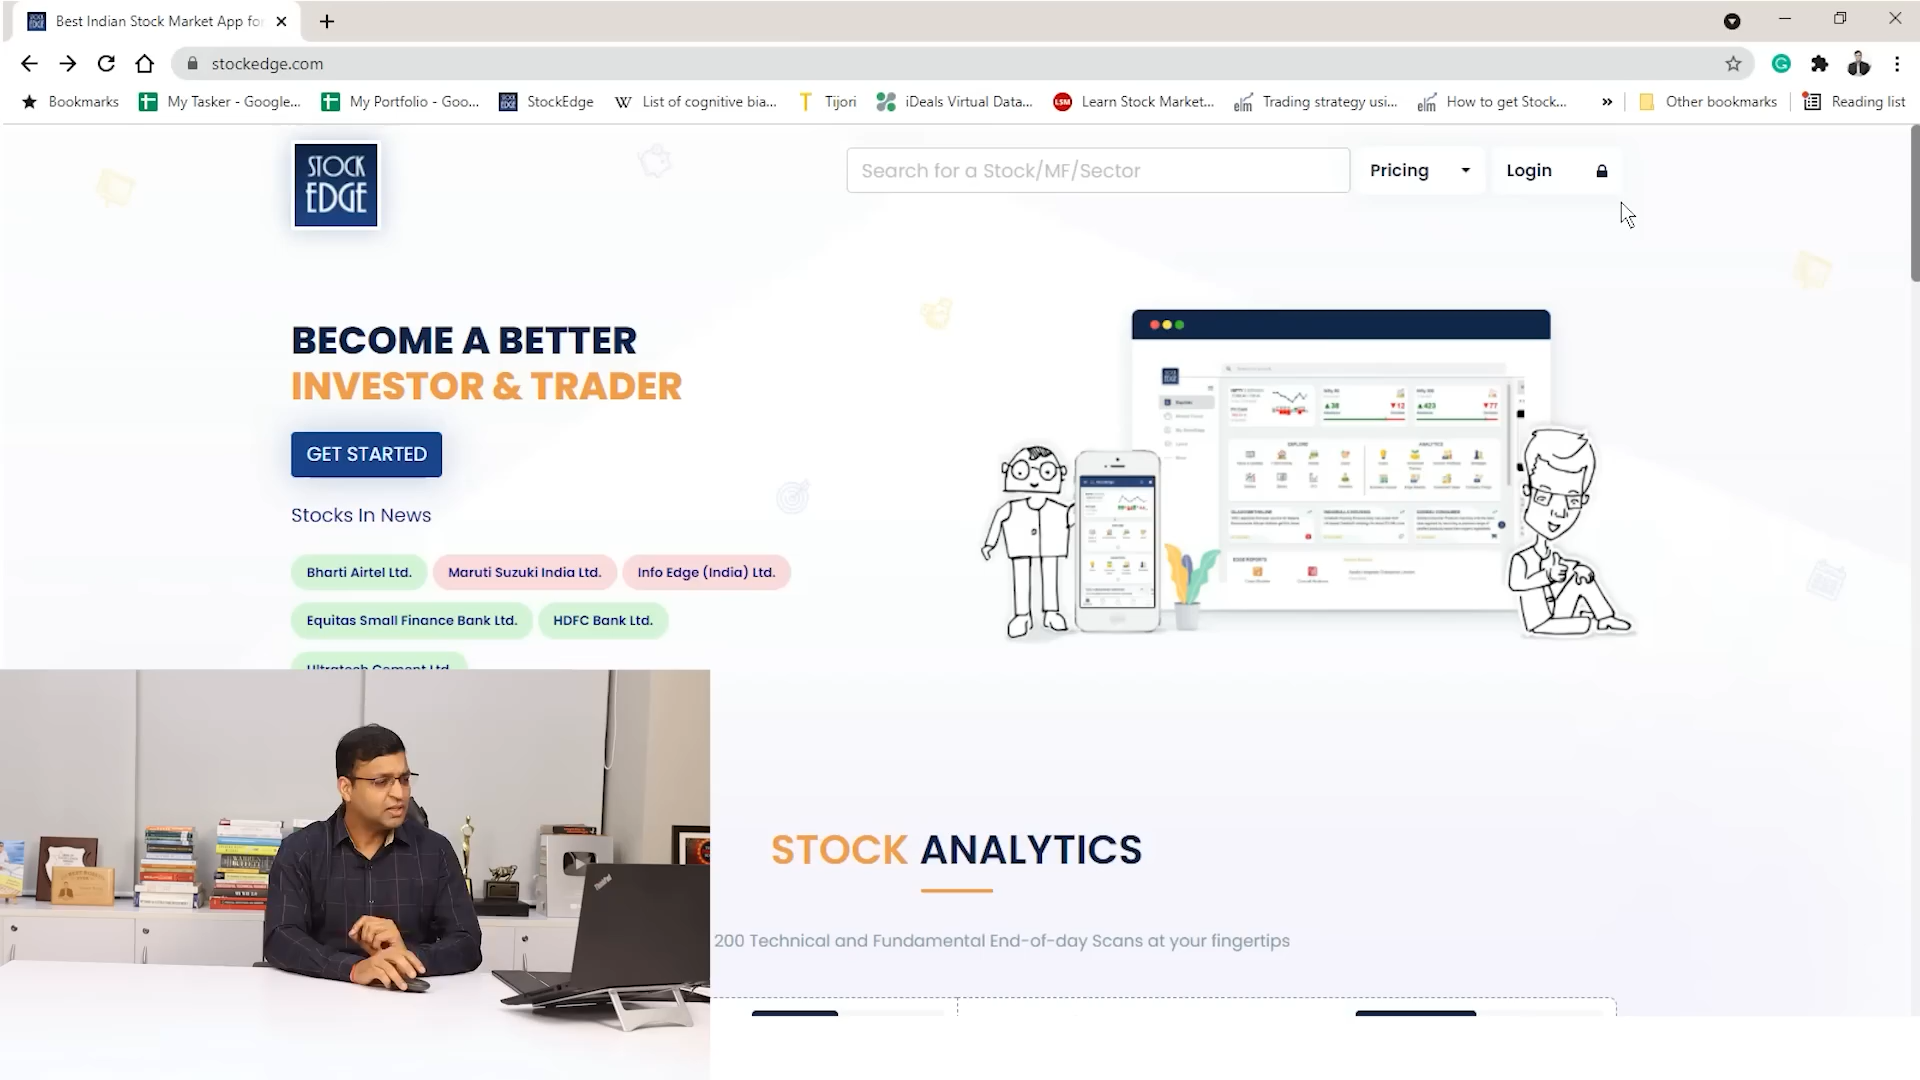 Best Indian Stock Market App fo
stockedge.com
Bookmarks
My Tasker - Google...
My Portfolio - Goo...
StockEdge
List of cognitive bia...
Tijori
iDeals Virtual Data...
Learn Stock Market...
Trading strategy usi...
How to get Stock...
Other bookmarks
Reading list
STOCK
EDGE
Search for a Stock/MF/Sector
Pricing
Login
BECOME A BETTER
INVESTOR & TRADER
GET STARTED
Stocks In News
Bharti Airtel Ltd.
Maruti Suzuki India Ltd.
Info Edge (India) Ltd.
Equitas Small Finance Bank Ltd.
HDFC Bank Ltd.
Ultratech Cement Ltd.
STOCK ANALYTICS
200 Technical and Fundamental End-of-day Scans at your fingertips
ThinkPad